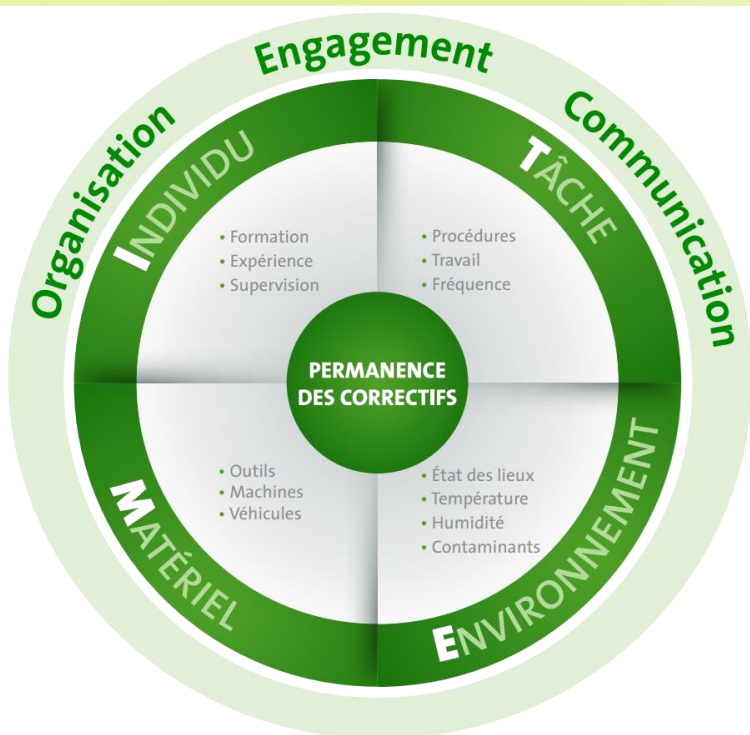 Organisation
Engagement
Communication
INDIVIDU
• Formation
• Expérience
• Supervision
TÂCHE
• Procédures
• Travail
• Fréquence
PERMANENCE
DES CORRECTIFS
MATÉRIEL
• Outils
• Machines
• Véhicules
ENVIRONNEMENT
• État des lieux
• Température
• Humidité
• Contaminants